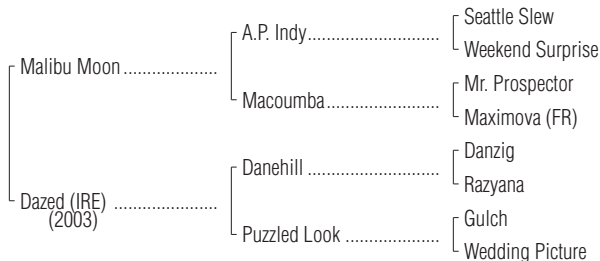 Seattle Slew
A.P. Indy
Weekend Surprise
Malibu Moon
Mr. Prospector
Macoumba
Maximova (FR)
Danzig
Danehill
Razyana
Dazed (IRE)
(2003)
Gulch
Puzzled Look
Wedding Picture